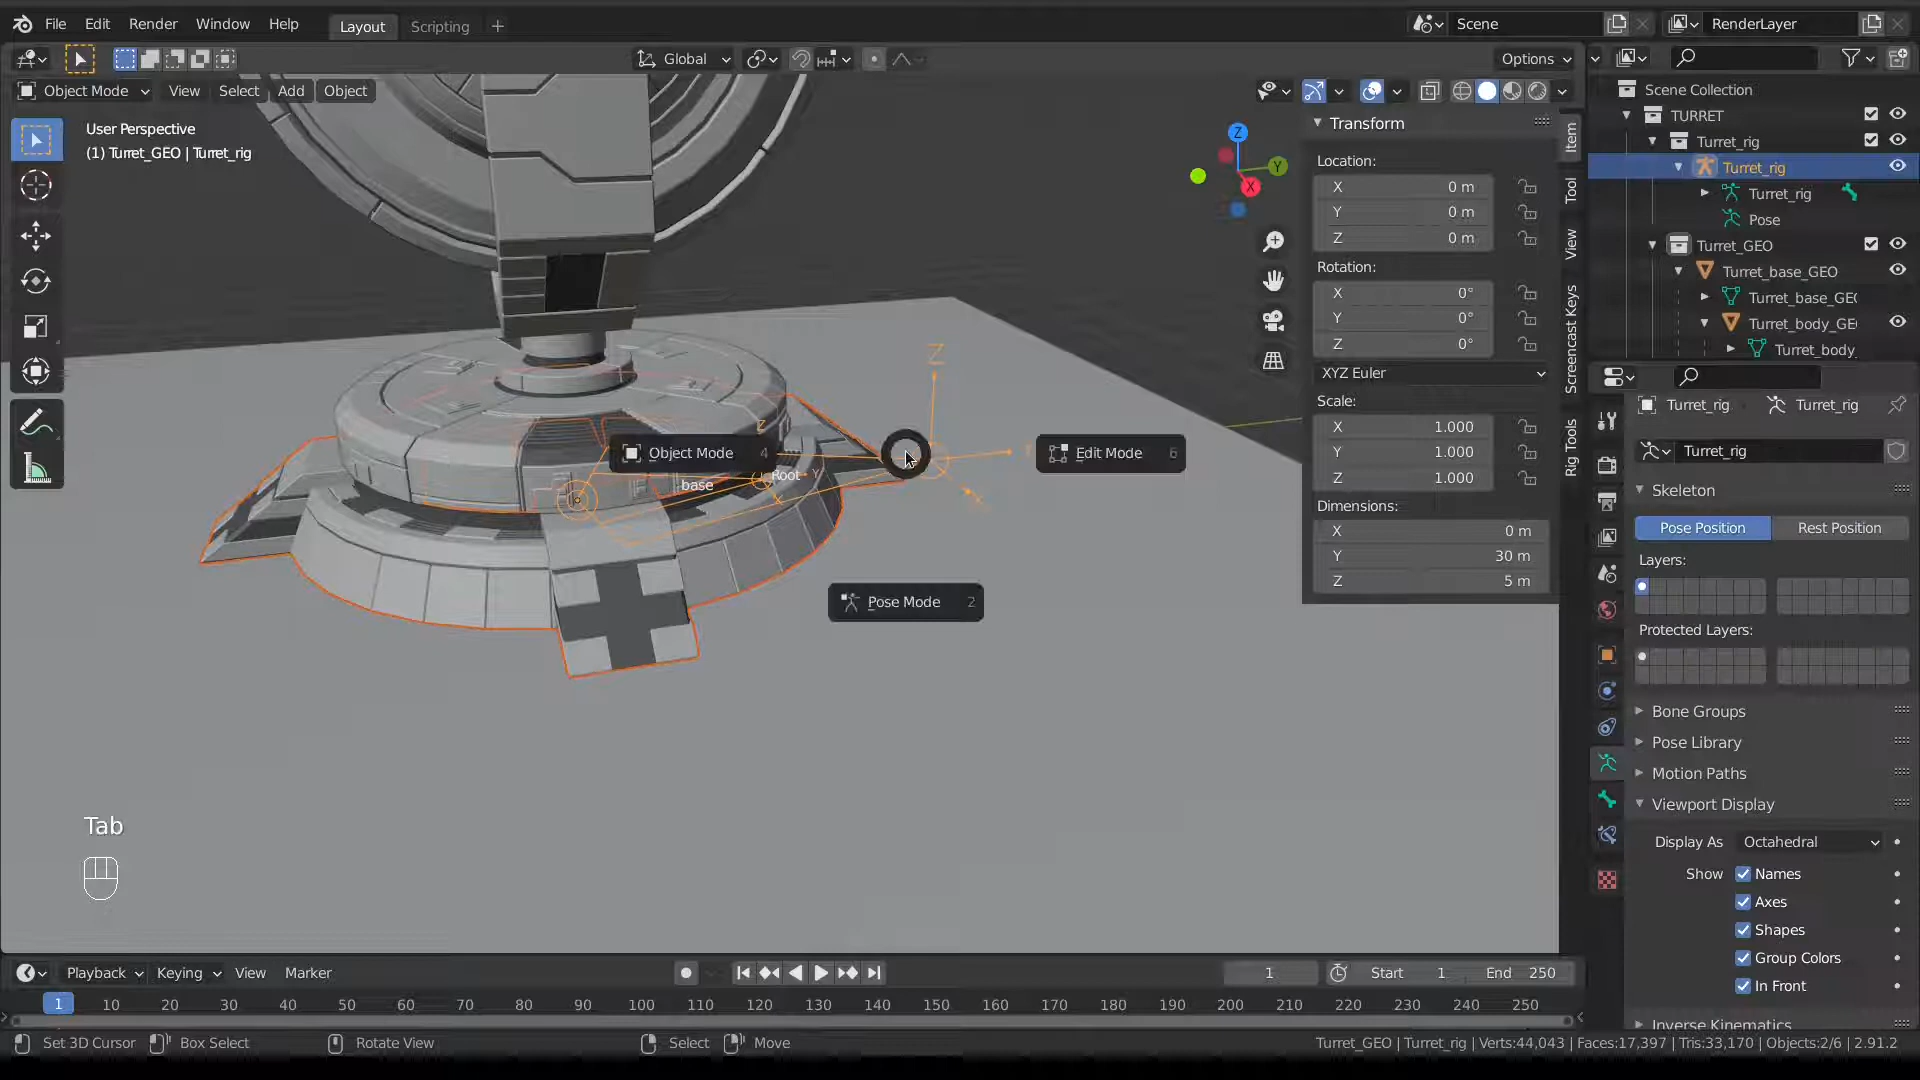 File Edit Render Window Help Layout Scripting + Scene RenderLayer
Global Options
Object Mode View Select Add Object
User Perspective
(1) Turret_GEO | Turret_rig
Z
Y
X
Transform
Location:
X 0 m
Y 0 m
Z 0 m
Rotation:
X 0°
Y 0°
Z 0°
XYZ Euler
Scale:
X 1.000
Y 1.000
Z 1.000
Dimensions:
X 0 m
Y 30 m
Z 5 m
Item
Tool
View
Screencast Keys
Rig Tools
Scene Collection
TURRET
Turret_rig
Turret_rig
Turret_rig
Pose
Turret_GEO
Turret_base_GEO
Turret_base_GE
Turret_body_GE
Turret_body_
Turret_rig Turret_rig
Turret_rig
Skeleton
Pose Position Rest Position
Layers:
Protected Layers:
Bone Groups
Pose Library
Motion Paths
Viewport Display
Display As Octahedral
Show Names
Axes
Shapes
Group Colors
In Front
Inverse Kinematics
Z
Z
Object Mode 4
Edit Mode 6
base
Root
Y
X
Pose Mode 2
Tab
Playback Keying View Marker 1 Start 1 End 250
1 10 20 30 40 50 60 70 80 90 100 110 120 130 140 150 160 170 180 190 200 210 220 230 240 250
Set 3D Cursor Box Select Rotate View Select Move Turret_GEO | Turret_rig | Verts:44,043 | Faces:17,397 | Tris:33,170 | Objects:2/6 | 2.91.2